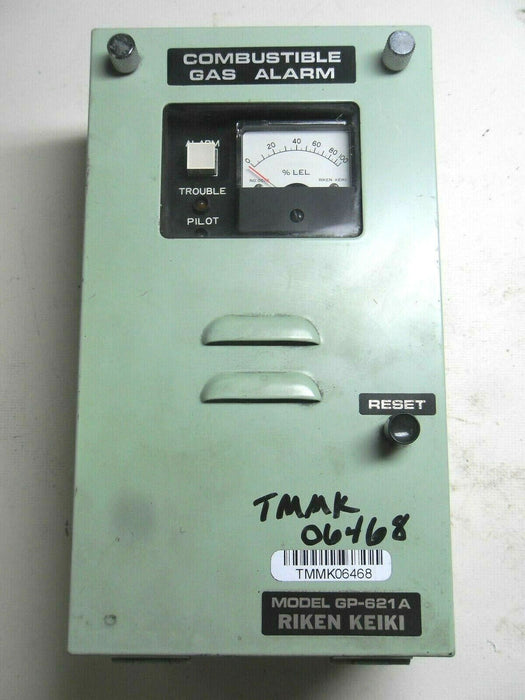 COMBUSTIBLE
GAS ALARM
ALARM
TROUBLE
PILOT
0 20 40 60 80 100
% LEL
RIKEN KEIKI
RESET
TMMK
06468
TMMK06468
MODEL GP-621A
RIKEN KEIKI